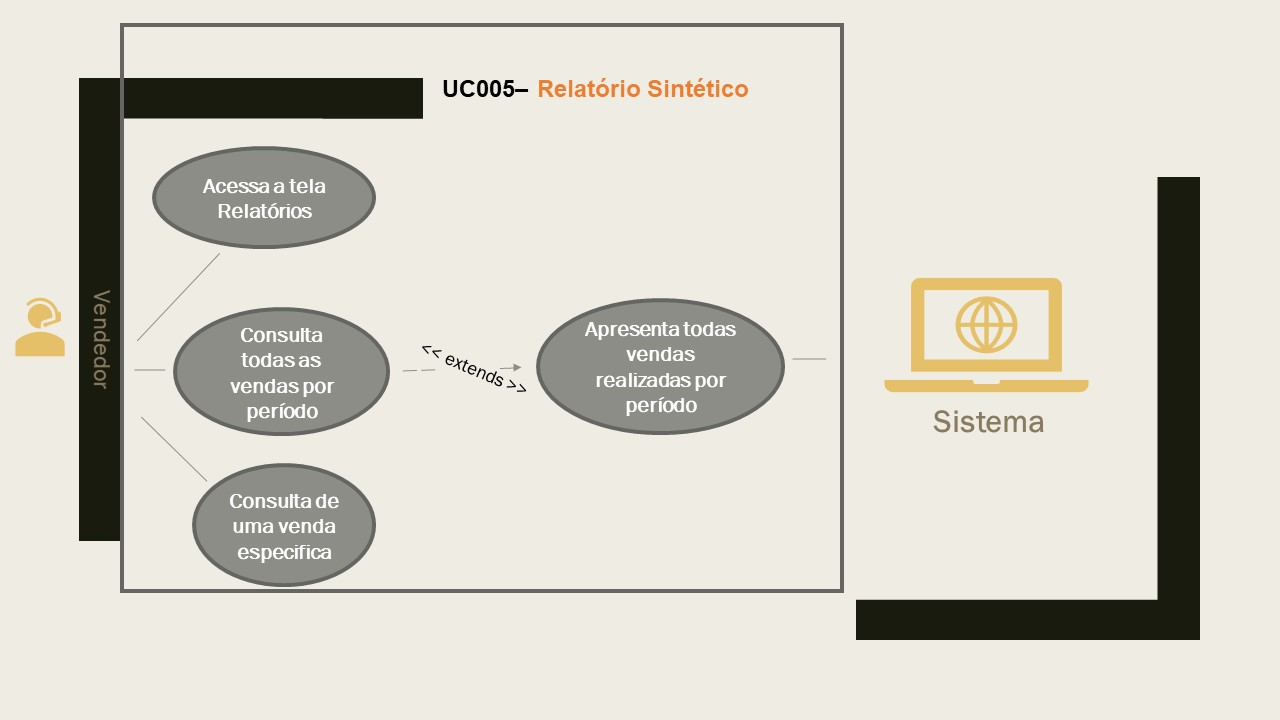 UC005– Relatório Sintético
Acessa a tela
Relatórios
Vendedor
Consulta
todas as
vendas por
período
<< extends >>
Apresenta todas
vendas
realizadas por
período
Sistema
Consulta de
uma venda
especifica